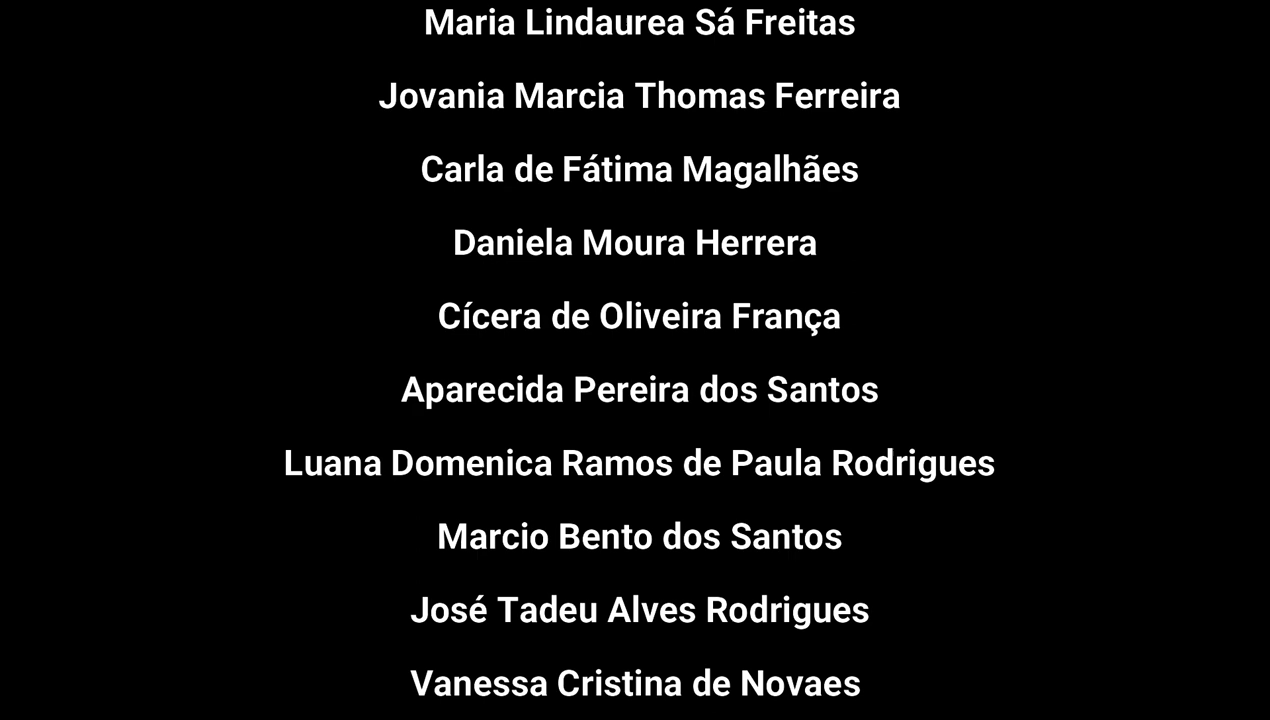 Maria Lindaurea Sá Freitas
Jovania Marcia Thomas Ferreira
Carla de Fátima Magalhães
Daniela Moura Herrera
Cícera de Oliveira França
Aparecida Pereira dos Santos
Luana Domenica Ramos de Paula Rodrigues
Marcio Bento dos Santos
José Tadeu Alves Rodrigues
Vanessa Cristina de Novaes